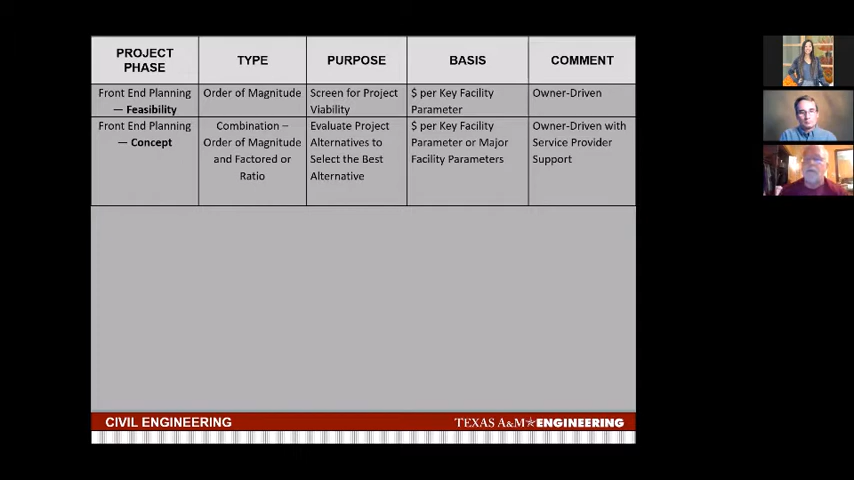 PROJECT PHASE TYPE PURPOSE BASIS COMMENT
Front End Planning Order of Magnitude Screen for Project $ per Key Facility Owner-Driven
— Feasibility Viability Parameter
Front End Planning Combination – Evaluate Project $ per Key Facility Owner-Driven with
— Concept Order of Magnitude Alternatives to Parameter or Major Service Provider
and Factored or Select the Best Facility Parameters Support
Ratio Alternative
CIVIL ENGINEERING TEXAS A&M ENGINEERING